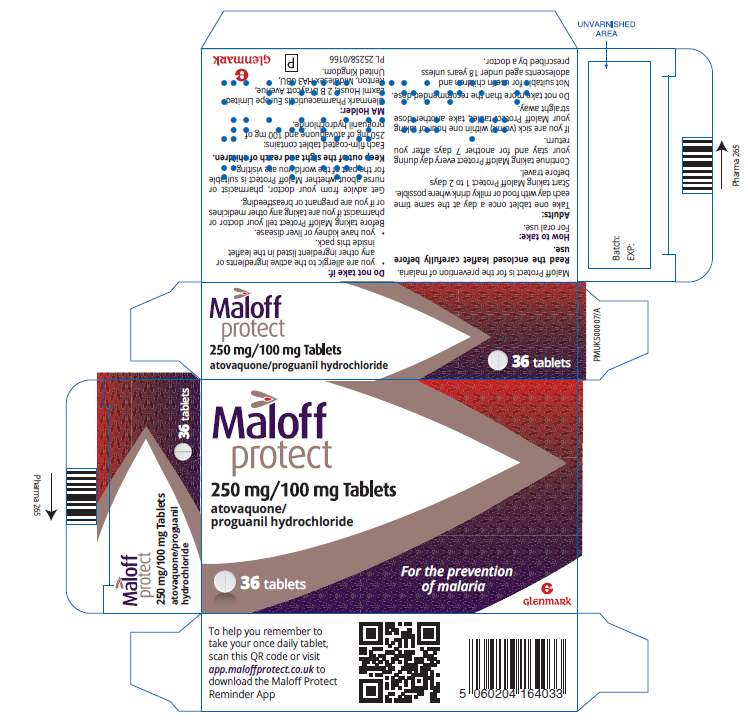 UNVARNISHED
AREA
Batch:
EXP:
Pharma 265
Maloff Protect is for the prevention of malaria.
Read the enclosed leaflet carefully before
use.
How to take:
For oral use.
Adults:
Take one tablet once a day at the same time
each day with food or milky drink where possible.
Start taking Maloff Protect 1 to 2 days
before travel.
Continue taking Maloff Protect every day during
your stay and for another 7 days after you
return.
If you are sick (vomit) within one hour of taking
your Maloff Protect tablet, take another dose
straight away.
Do not take more than the recommended dose.
Not suitable for use in children and
adolescents aged under 18 years unless
prescribed by a doctor.
Do not take if:
• you are allergic to the active ingredients or
any other ingredient listed in the leaflet
inside this pack.
• you have kidney or liver disease.
Before taking Maloff Protect tell your doctor or
pharmacist if you are taking any other medicines
or if you are pregnant or breastfeeding.
Get advice from your doctor, pharmacist or
nurse about whether Maloff Protect is suitable
for the part of the world you are visiting.
Keep out of the sight and reach of children.
Each film-coated tablet contains:
250 mg of atovaquone and 100 mg of
proguanil hydrochloride.
MA Holder:
Glenmark Pharmaceuticals Europe Limited
Laxmi House, 2 B Draycott Avenue,
Kenton, Middlesex HA3 0BU,
United Kingdom.
PL 25258/0166
P
Glenmark
Maloff
protect
250 mg/100 mg Tablets
atovaquone/proguanil hydrochloride
36 tablets
PMUKS00007/A
Maloff
protect
250 mg/100 mg Tablets
atovaquone/proguanil
hydrochloride
36 tablets
Pharma 265
Maloff
protect
250 mg/100 mg Tablets
atovaquone/
proguanil hydrochloride
36 tablets
For the prevention
of malaria
Glenmark
To help you remember to
take your once daily tablet,
scan this QR code or visit
app.maloffprotect.co.uk to
download the Maloff Protect
Reminder App
5 060204 164033